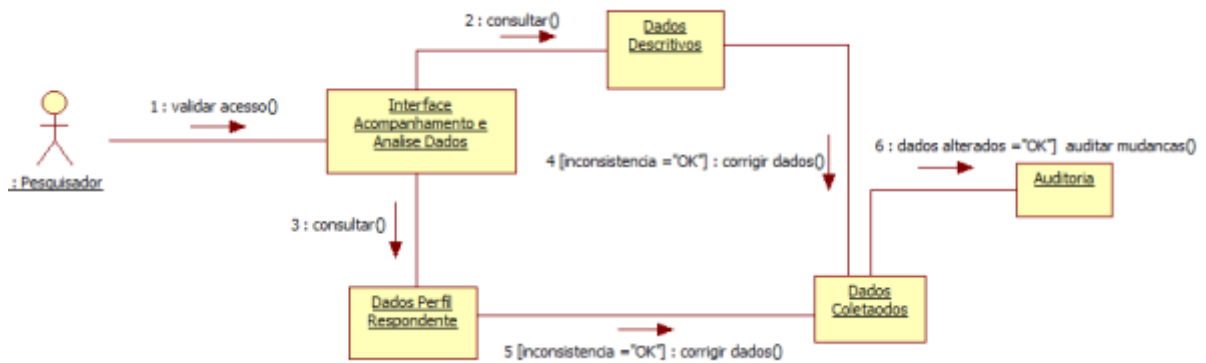 2 : consultar()
Dados
Descritivos
1 : validar acesso()
Interface
Acompanhamento e
Analise Dados
: Pesquisador
4 [inconsistencia ="OK"] : corrigir dados()
6 : dados alterados ="OK"] auditar mudancas()
Auditoria
3 : consultar()
Dados Perfil
Respondente
Dados
Coletaodos
5 [inconsistencia ="OK"] : corrigir dados()